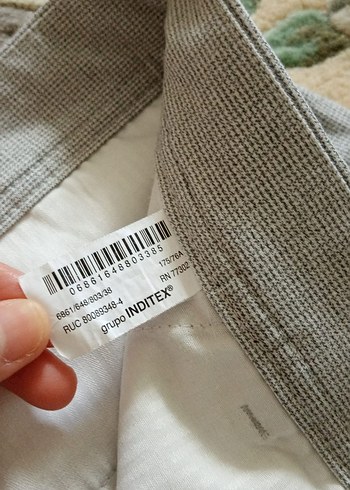 06861648803385
6861/648/803/38
175/76A
RUC 80089348-4
RN 77302
grupo INDITEX®